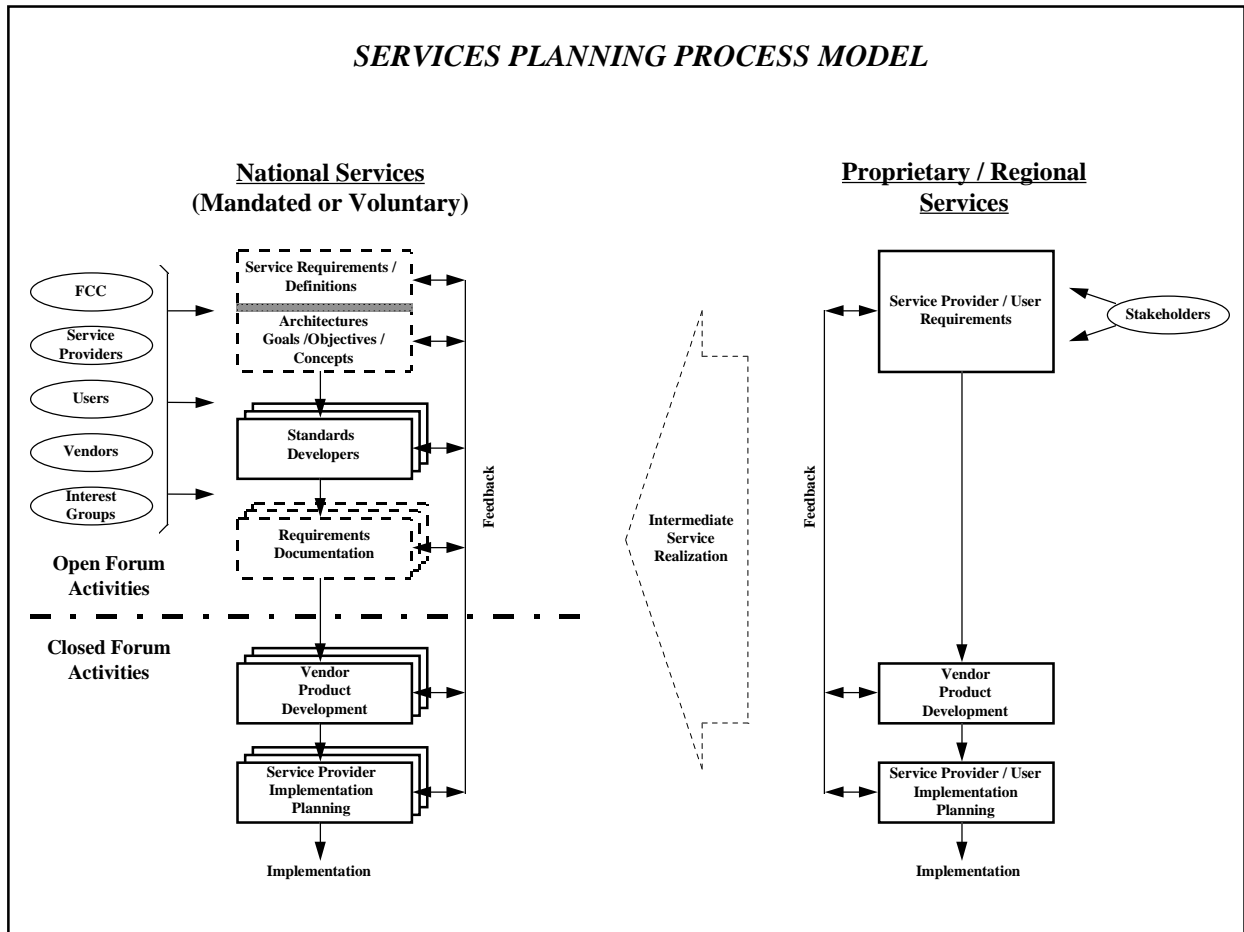 SERVICES PLANNING PROCESS MODEL
National Services
(Mandated or Voluntary)
Proprietary / Regional
Services
FCC
Service
Providers
Users
Vendors
Interest
Groups
Open Forum
Activities
Closed Forum
Activities
Service Requirements /
Definitions
Architectures
Goals /Objectives /
Concepts
Standards
Developers
Requirements
Documentation
Vendor
Product
Development
Service Provider
Implementation
Planning
Implementation
Feedback
Intermediate
Service
Realization
Feedback
Service Provider / User
Requirements
Stakeholders
Vendor
Product
Development
Service Provider / User
Implementation
Planning
Implementation